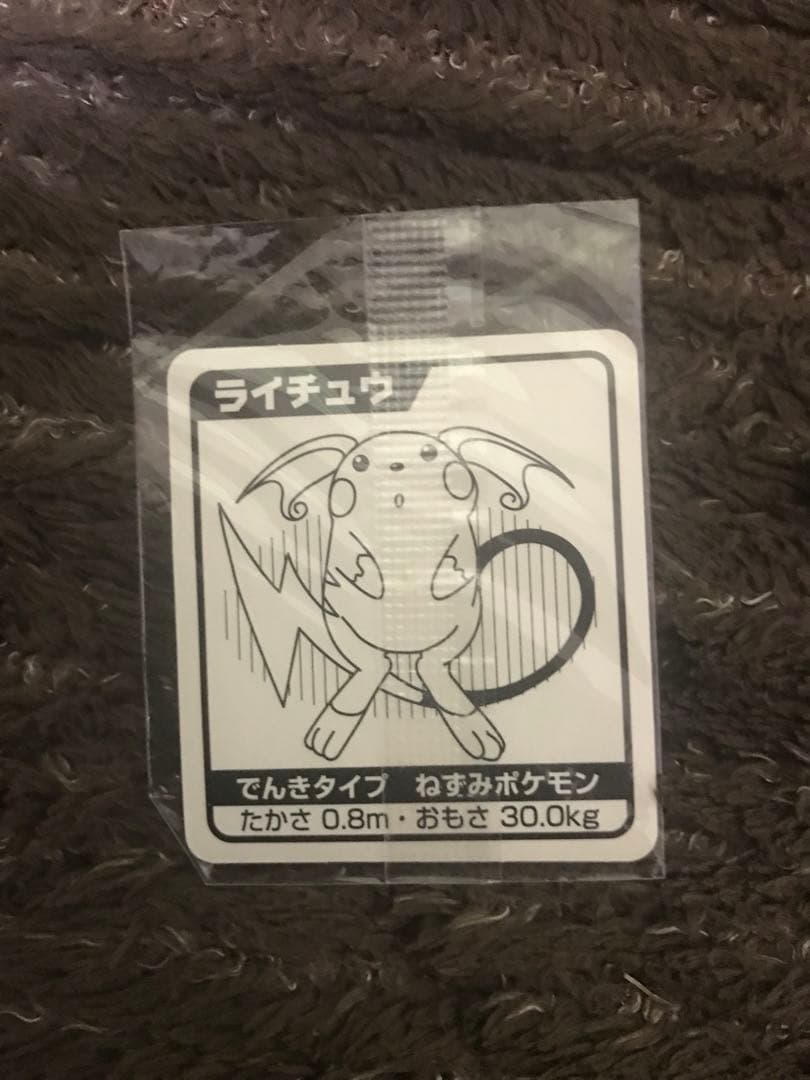 ライチュウ
でんきタイプ ねずみポケモン
たかさ 0.8m・おもさ 30.0kg